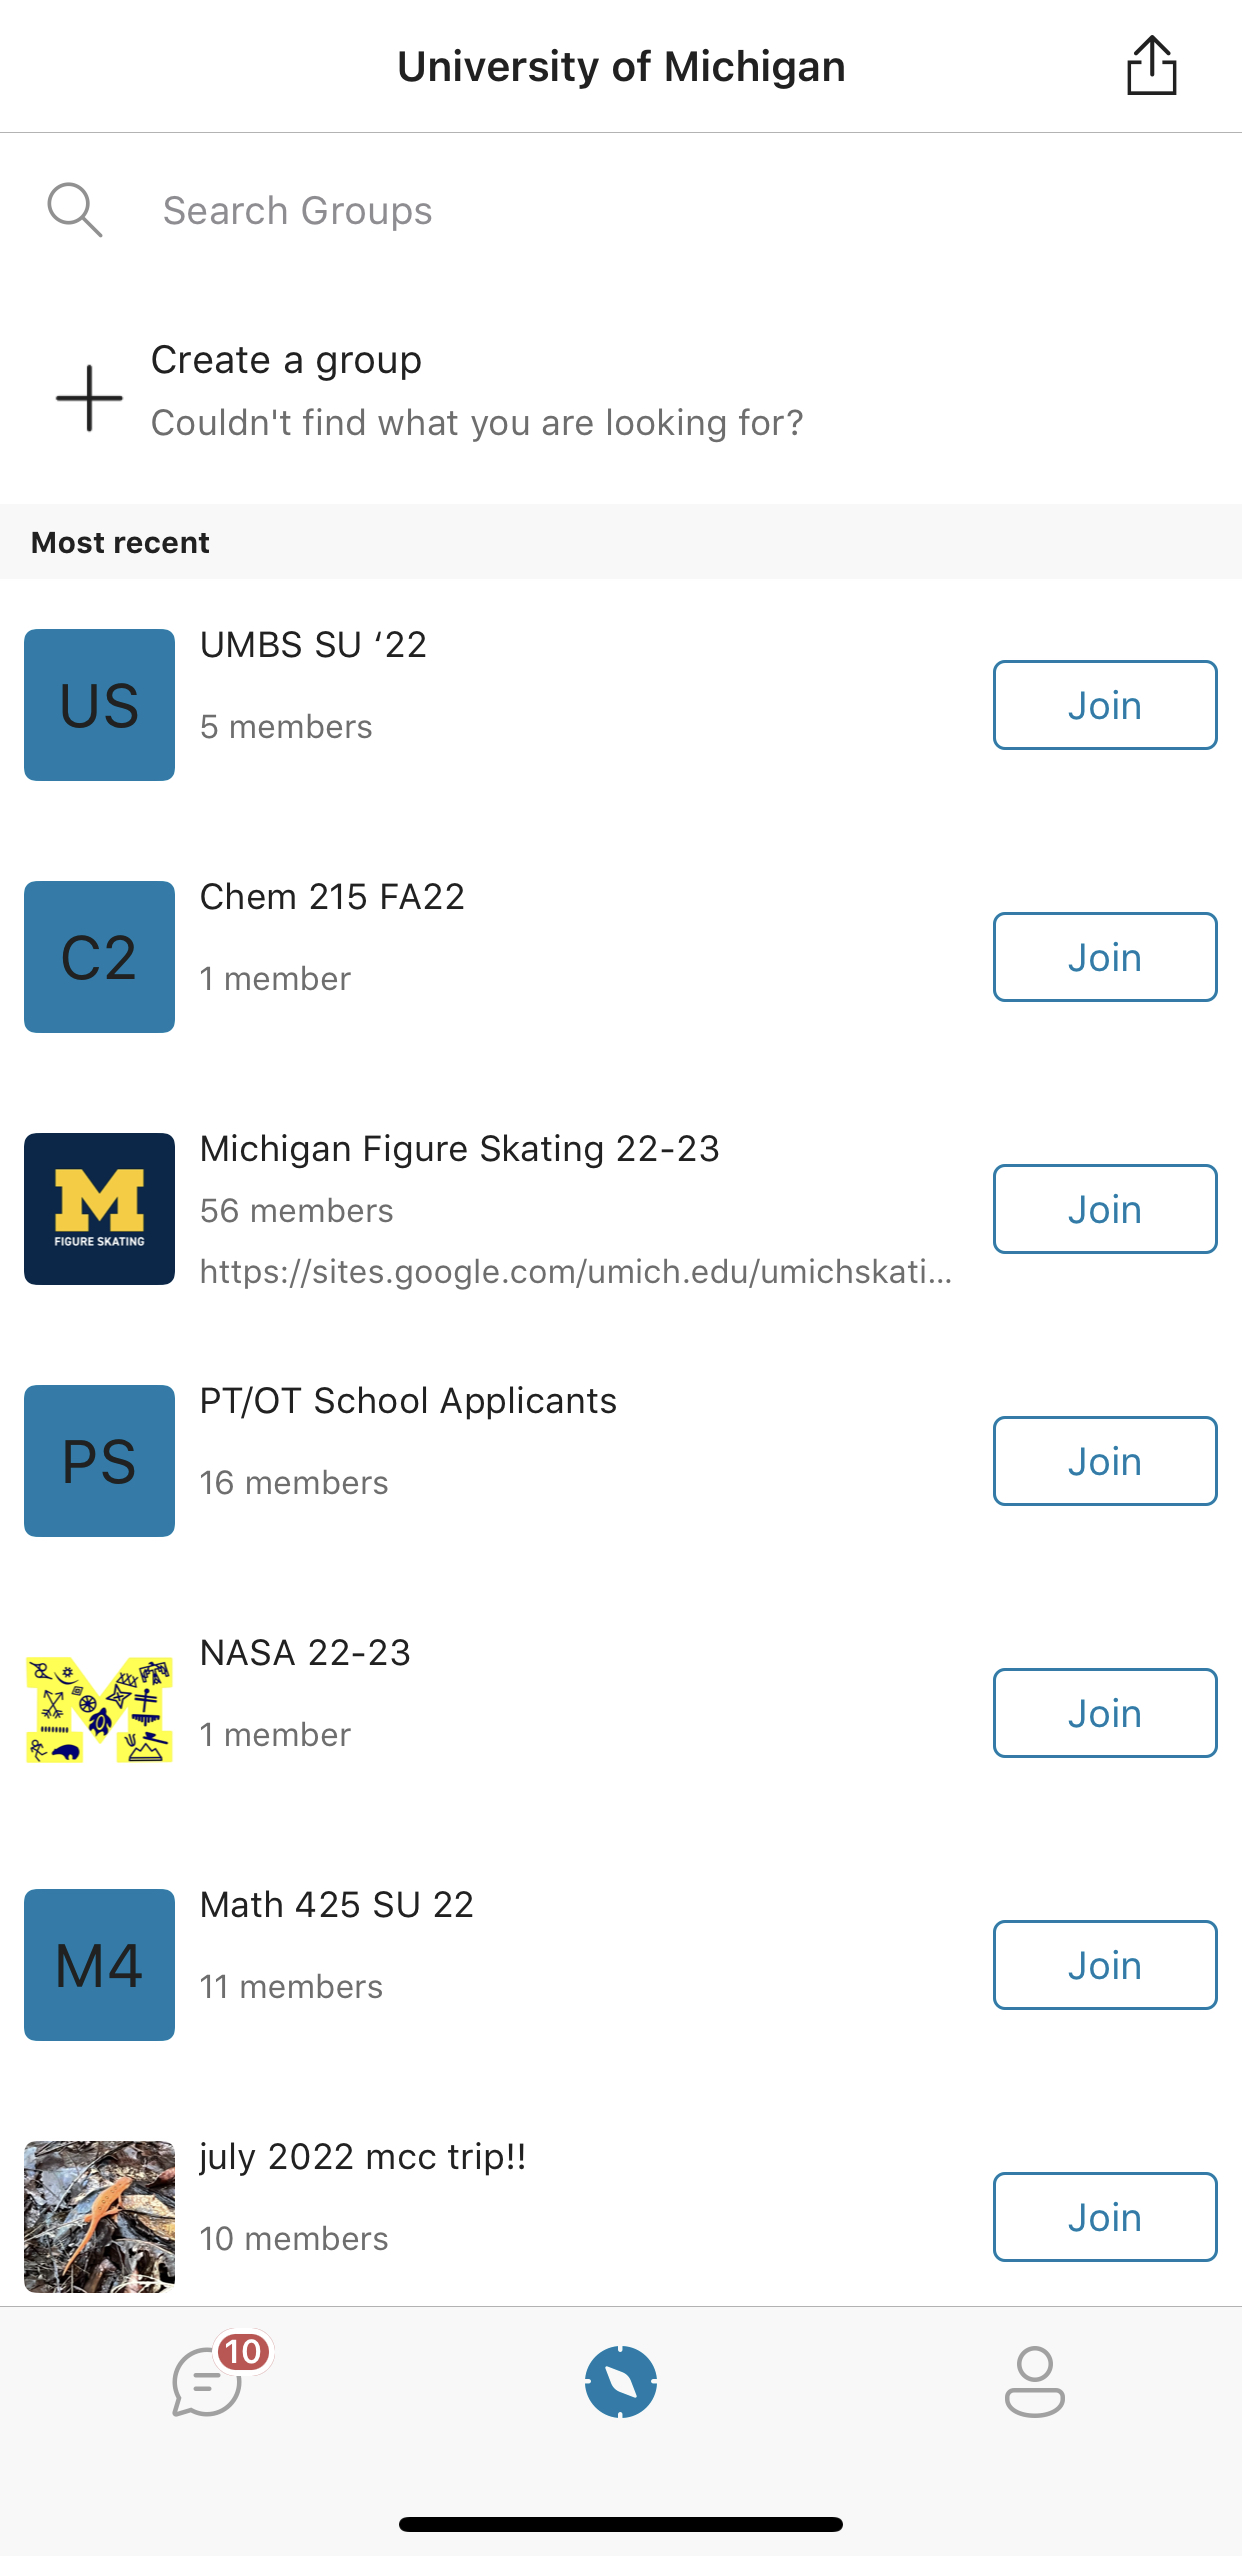 University of Michigan
Search Groups
Create a group
Couldn't find what you are looking for?
Most recent
US
UMBS SU ‘22
5 members
Join
C2
Chem 215 FA22
1 member
Join
M
FIGURE SKATING
Michigan Figure Skating 22-23
56 members
https://sites.google.com/umich.edu/umichskati...
Join
PS
PT/OT School Applicants
16 members
Join
M
NASA 22-23
1 member
Join
M4
Math 425 SU 22
11 members
Join
july 2022 mcc trip!!
10 members
Join
10